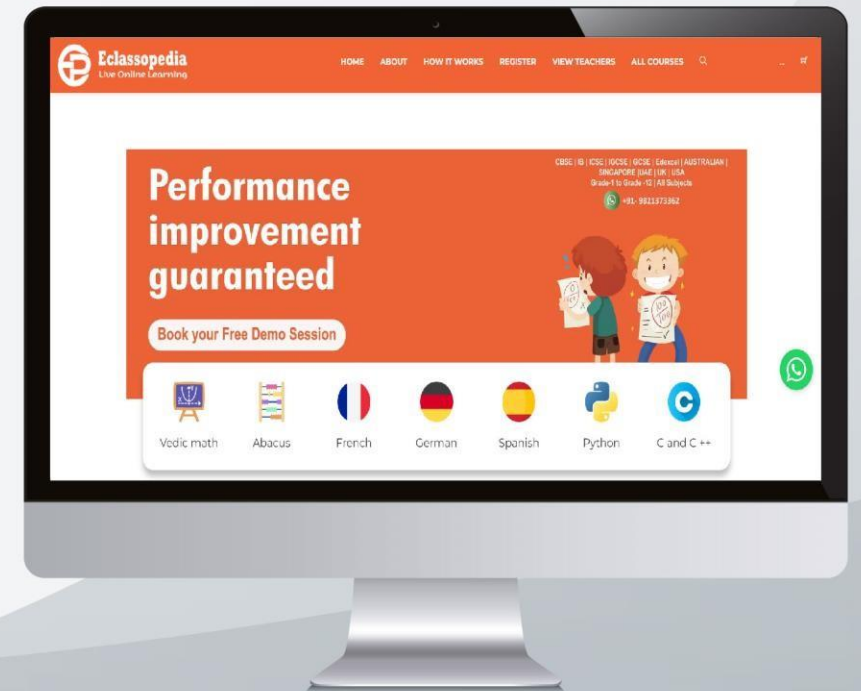 Eclassopedia
Live Online Learning
HOME ABOUT HOW IT WORKS REGISTER VIEW TEACHERS ALL COURSES
CBSE | IB | ICSE | IGCSE | GCSE | Edexcel | AUSTRALIAN |
SINGAPORE |UAE | UK | USA
Grade-1 to Grade -12 | All Subjects
+91- 9811373362
Performance
improvement
guaranteed
Book your Free Demo Session
Vedic math Abacus French German Spanish Python C and C ++